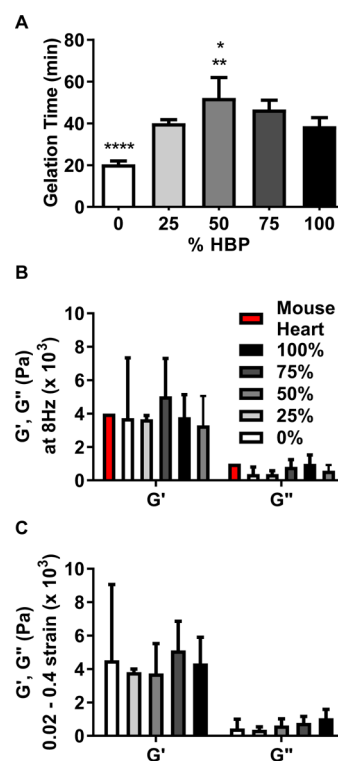 A
Gelation Time (min)
80
60
40
20
0
****
*
**
0 25 50 75 100
% HBP
B
G', G" (Pa)
at 8Hz (x 10³)
10
8
6
4
2
0
Mouse
Heart
100%
75%
50%
25%
0%
G' G"
C
G', G" (Pa)
0.02 - 0.4 strain (x 10³)
10
8
6
4
2
0
G' G"